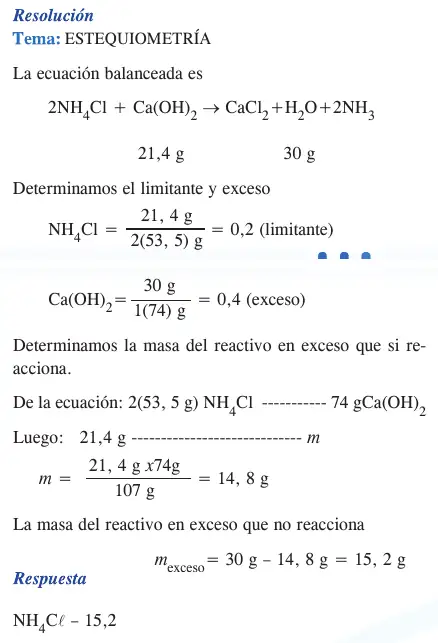 Resolución
Tema: ESTEQUIOMETRÍA
La ecuación balanceada es
2NH₄Cl + Ca(OH)₂ → CaCl₂+H₂O+2NH₃
21,4 g 30 g
Determinamos el limitante y exceso
NH₄Cl = 21, 4 g / 2(53, 5) g = 0,2 (limitante)
Ca(OH)₂= 30 g / 1(74) g = 0,4 (exceso)
Determinamos la masa del reactivo en exceso que si re-
acciona.
De la ecuación: 2(53, 5 g) NH₄Cl ----------- 74 gCa(OH)₂
Luego: 21,4 g ----------------------------- m
m = 21, 4 g x74g / 107 g = 14, 8 g
La masa del reactivo en exceso que no reacciona
m exceso = 30 g – 14, 8 g = 15, 2 g
Respuesta
NH₄Cℓ – 15,2